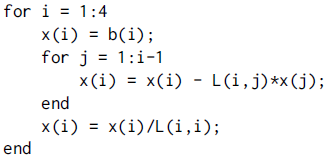 for i = 1:4
    x(i) = b(i);
    for j = 1:i-1
        x(i) = x(i) - L(i,j)*x(j);
    end
    x(i) = x(i)/L(i,i);
end